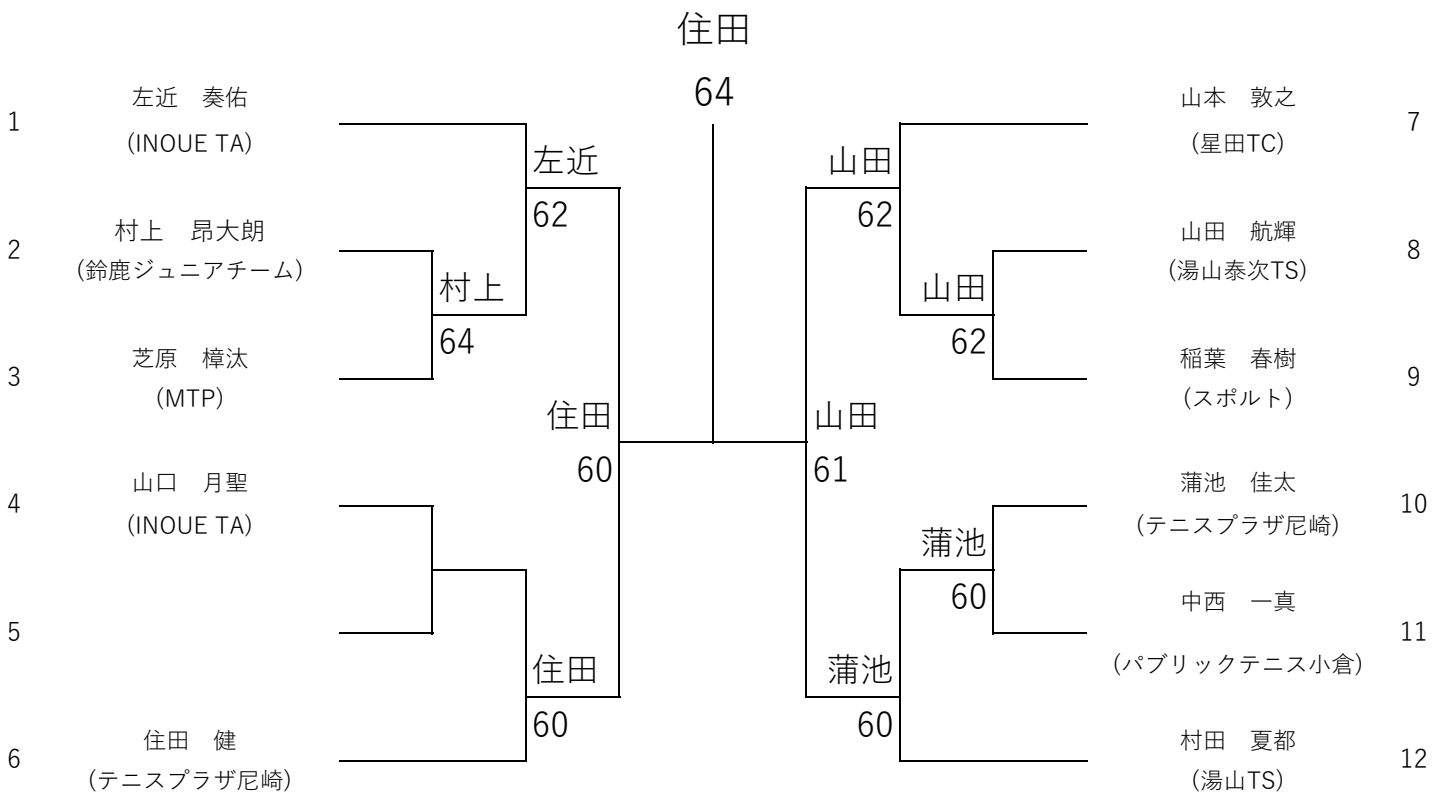 住田
64
1
左近　奏佑
(INOUE TA)
2
村上　昂大朗
(鈴鹿ジュニアチーム)
3
芝原　樟汰
(MTP)
4
山口　月聖
(INOUE TA)
5
6
住田　健
(テニスプラザ尼崎)
村上
64
左近
62
住田
60
住田
60
山田
61
山田
62
山田
62
蒲池
60
蒲池
60
山本　敦之
(星田TC)
7
山田　航輝
(湯山泰次TS)
8
稲葉　春樹
(スポルト)
9
蒲池　佳太
(テニスプラザ尼崎)
10
中西　一真
(パブリックテニス小倉)
11
村田　夏都
(湯山TS)
12